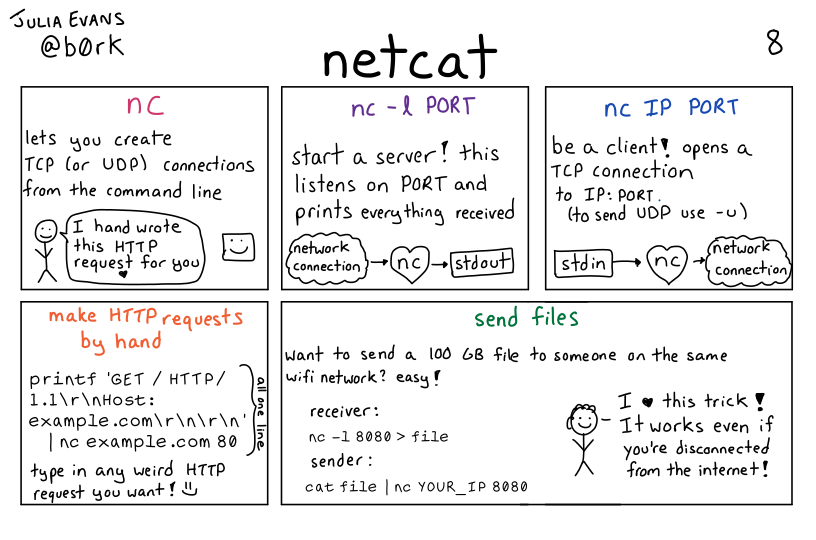 JULIA EVANS
@b0rk
netcat
8
nc
lets you create
TCP (or UDP) connections
from the command line
I hand wrote
this HTTP
request for you
♥
nc -l PORT
start a server! this
listens on PORT and
prints everything received
network
connection
nc
stdout
nc IP PORT
be a client! opens a
TCP connection
to IP:PORT.
(to send UDP use -u)
stdin
nc
network
connection
make HTTP requests
by hand
printf 'GET / HTTP/
1.1\r\nHost:
example.com\r\n\r\n'
| nc example.com 80
all one line
type in any weird HTTP
request you want! :)
send files
want to send a 100 GB file to someone on the same
wifi network? easy!
receiver:
nc -l 8080 > file
sender:
cat file | nc YOUR_IP 8080
I ♥ this trick!
It works even if
you're disconnected
from the internet!